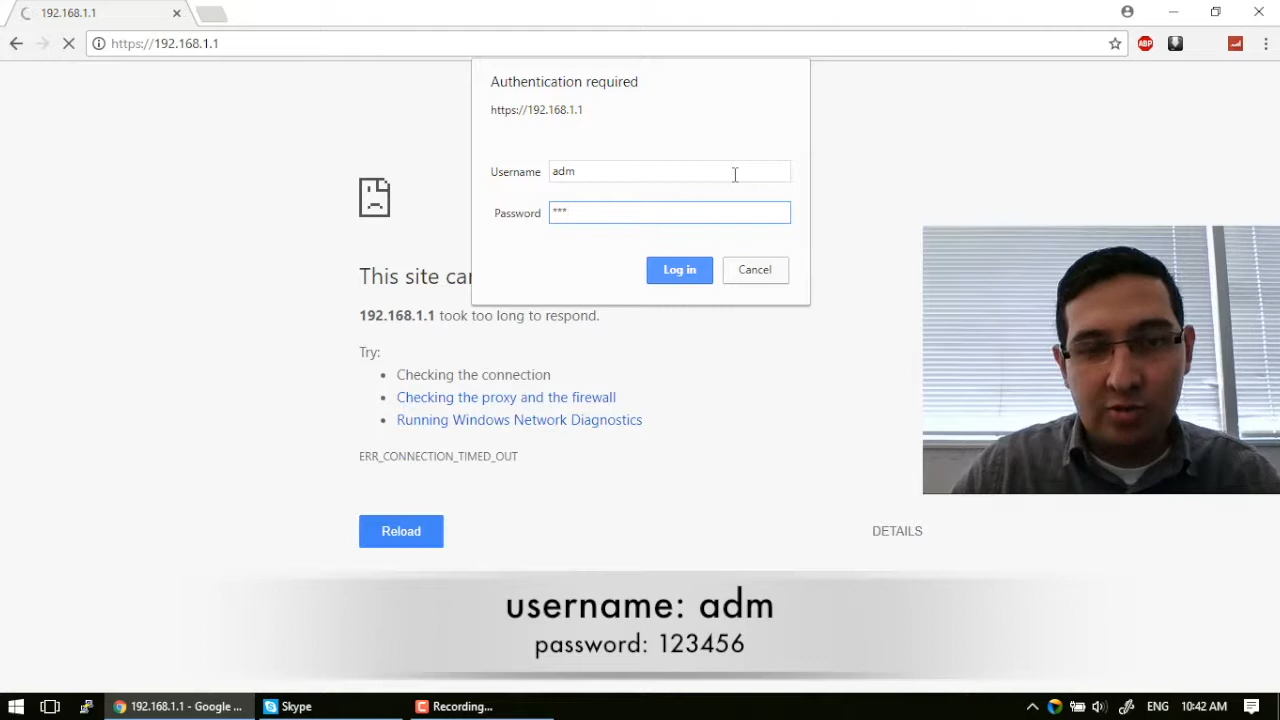 192.168.1.1
https://192.168.1.1
ABP
Authentication required
https://192.168.1.1
Username adm
Password ***
Log in Cancel
This site ca
192.168.1.1 took too long to respond.
Try:
• Checking the connection
• Checking the proxy and the firewall
• Running Windows Network Diagnostics
ERR_CONNECTION_TIMED_OUT
Reload DETAILS
username: adm
password: 123456
192.168.1.1 - Google ... Skype Recording... ENG 10:42 AM